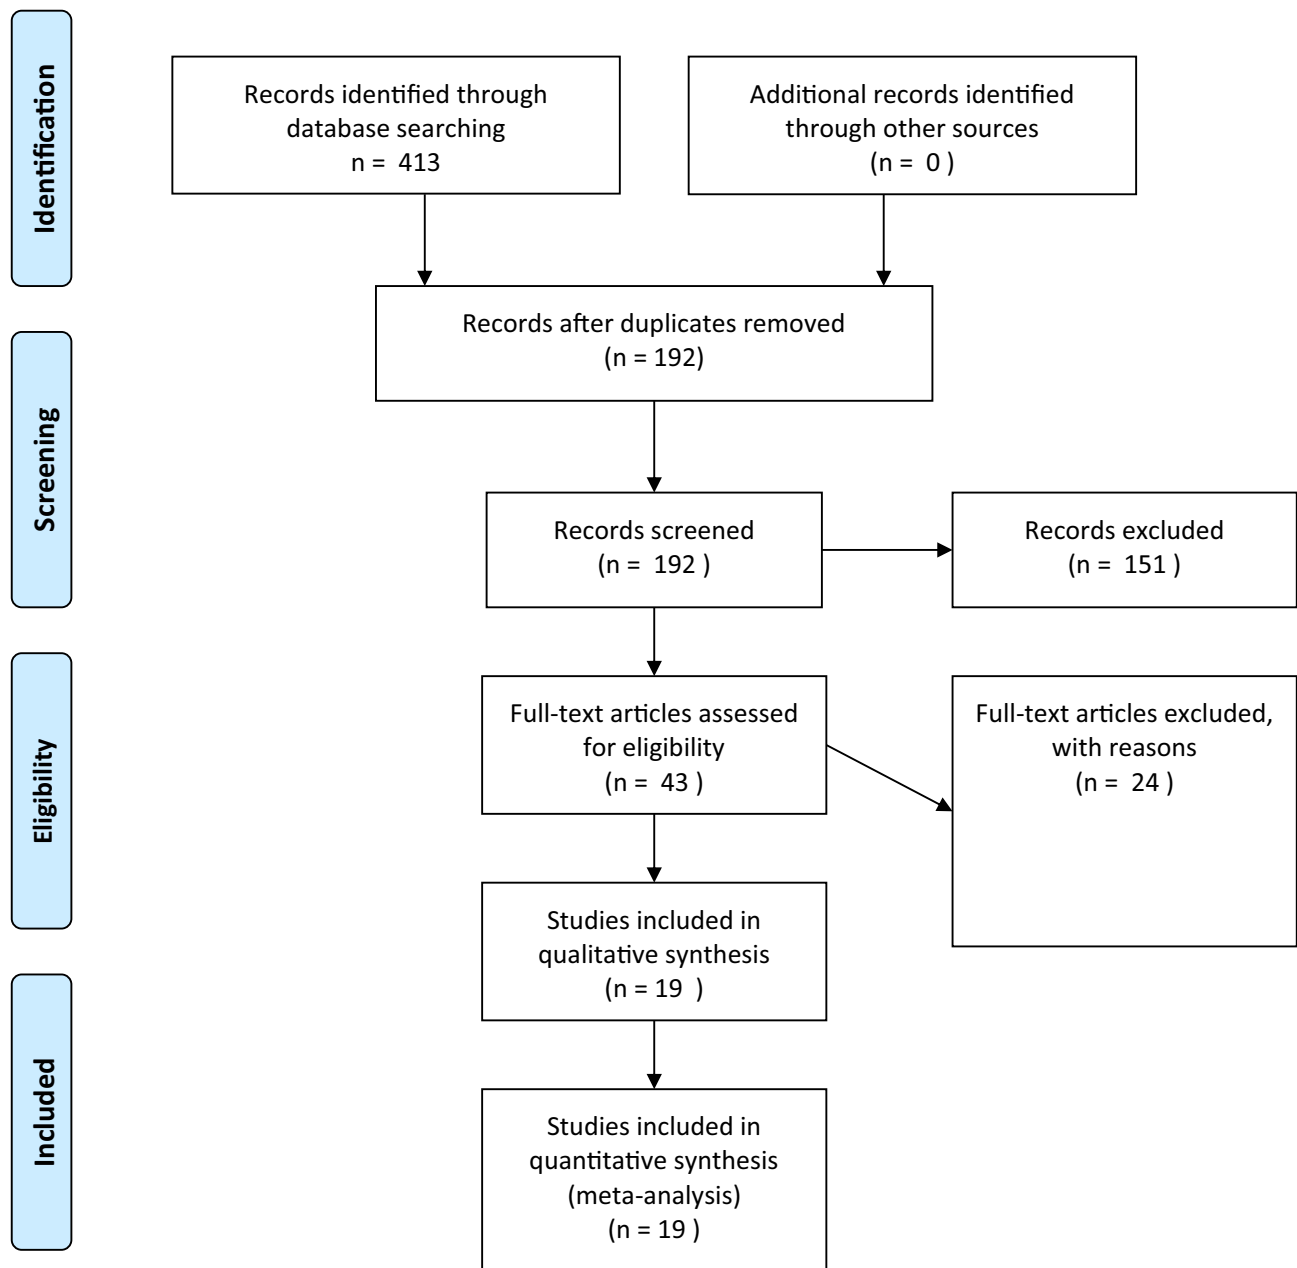 Identification
Records identified through
database searching
n = 413
Additional records identified
through other sources
(n = 0 )
Records after duplicates removed
(n = 192)
Screening
Records screened
(n = 192 )
Records excluded
(n = 151 )
Eligibility
Full-text articles assessed
for eligibility
(n = 43 )
Full-text articles excluded,
with reasons
(n = 24 )
Studies included in
qualitative synthesis
(n = 19 )
Included
Studies included in
quantitative synthesis
(meta-analysis)
(n = 19 )